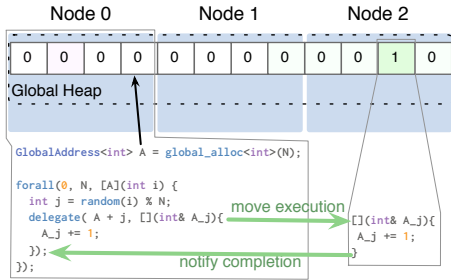 Node 0 Node 1 Node 2
0 0 0 0 0 0 0 0 0 0 1 0
Global Heap
GlobalAddress<int> A = global_alloc<int>(N);
forall(0, N, [A](int i) {
int j = random(i) % N;
delegate( A + j, [](int& A_j){
A_j += 1;
});
});
move execution
notify completion
[](int& A_j){
A_j += 1;
}